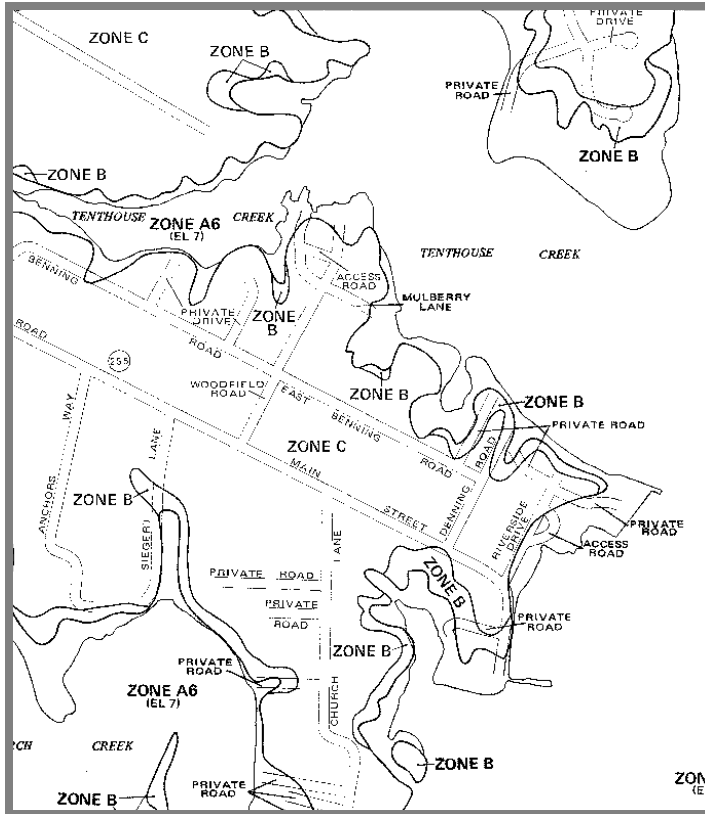 PRIVATE
DRIVE
ZONE C
ZONE B
PRIVATE
ROAD
ZONE B
ZONE B
TENTHOUSE
CREEK
ZONE A6
(EL 7)
TENTHOUSE
CREEK
BENNING
ROAD
ACCESS
ROAD
MULBERRY
LANE
PRIVATE
DRIVE
ZONE
B
ROAD
255
WOODFIELD
ROAD
EAST
BENNING
ROAD
ZONE B
ZONE B
PRIVATE ROAD
ROAD
ZONE C
MAIN
STREET
WAY
ANCHORS
LANE
SIEGERT
ZONE B
DENNING
RIVERSIDE
DRIVE
PRIVATE
ROAD
ACCESS
ROAD
LANE
PRIVATE ROAD
PRIVATE
ROAD
ZONE B
PRIVATE
ROAD
ZONE B
PRIVATE
ROAD
CHURCH
ZONE A6
(EL 7)
RCH
CREEK
ZONE B
PRIVATE
ROAD
ZONE B
ZON
(E